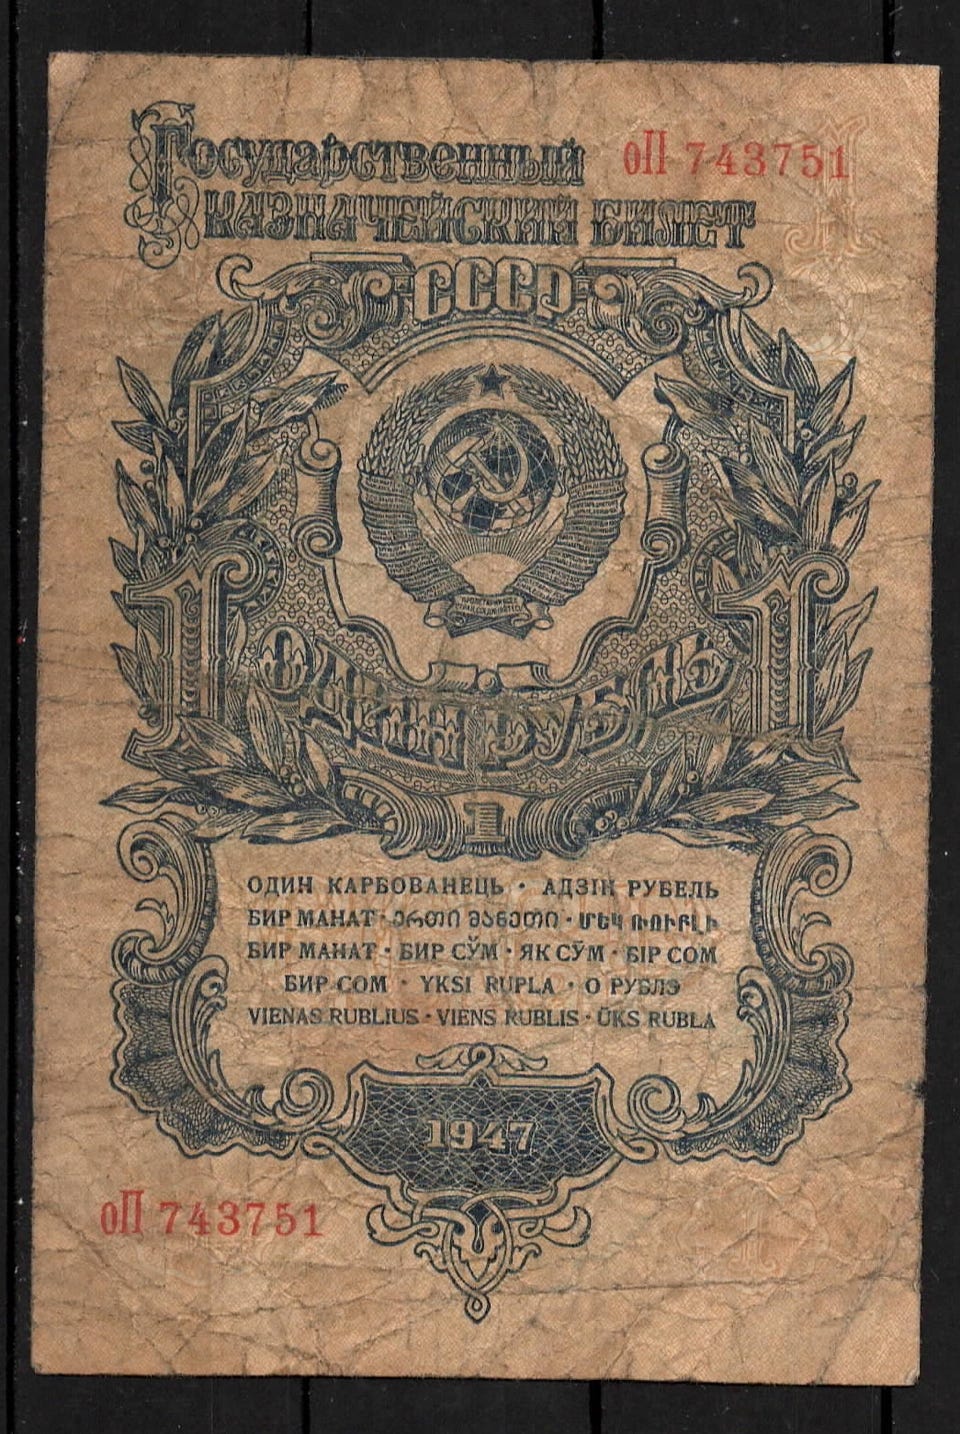 Государственный
оП 743751
казначейский билет
СССР
1 1
Один рубль
1
ОДИН КАРБОВАНЕЦЬ · АДЗІН РУБЕЛЬ
БИР МАНАТ · ერთი მანეთი · ՄԵԿ ՌՈՒԲԼԻ
БИР МАНАТ · БИР СЎМ · ЯК СӮМ · БІР СОМ
БИР СОМ · YKSI RUPLA · О РУБЛЭ
VIENAS RUBLIUS · VIENS RUBLIS · ÜKS RUBLA
1947
оП 743751